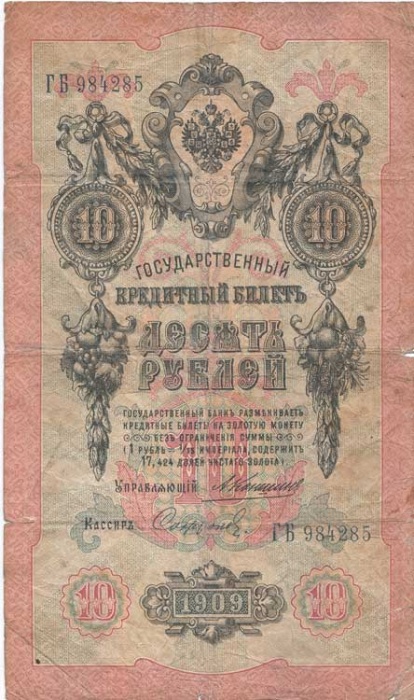 ГБ 984285
10 10
ГОСУДАРСТВЕННЫЙ
КРЕДИТНЫЙ БИЛЕТЪ
ДЕСЯТЬ
РУБЛЕЙ
ГОСУДАРСТВЕННЫЙ БАНКЪ РАЗМѢНИВАЕТЪ
КРЕДИТНЫЕ БИЛЕТЫ НА ЗОЛОТУЮ МОНЕТУ
БЕЗЪ ОГРАНИЧЕНІЯ СУММЫ
(1 РУБЛЬ = 1/15 ИМПЕРІАЛА, СОДЕРЖИТЪ
17,424 ДОЛЕЙ ЧИСТАГО ЗОЛОТА)
УПРАВЛЯЮЩІЙ
КАССИРЪ
ГБ 984285
10 1909 10